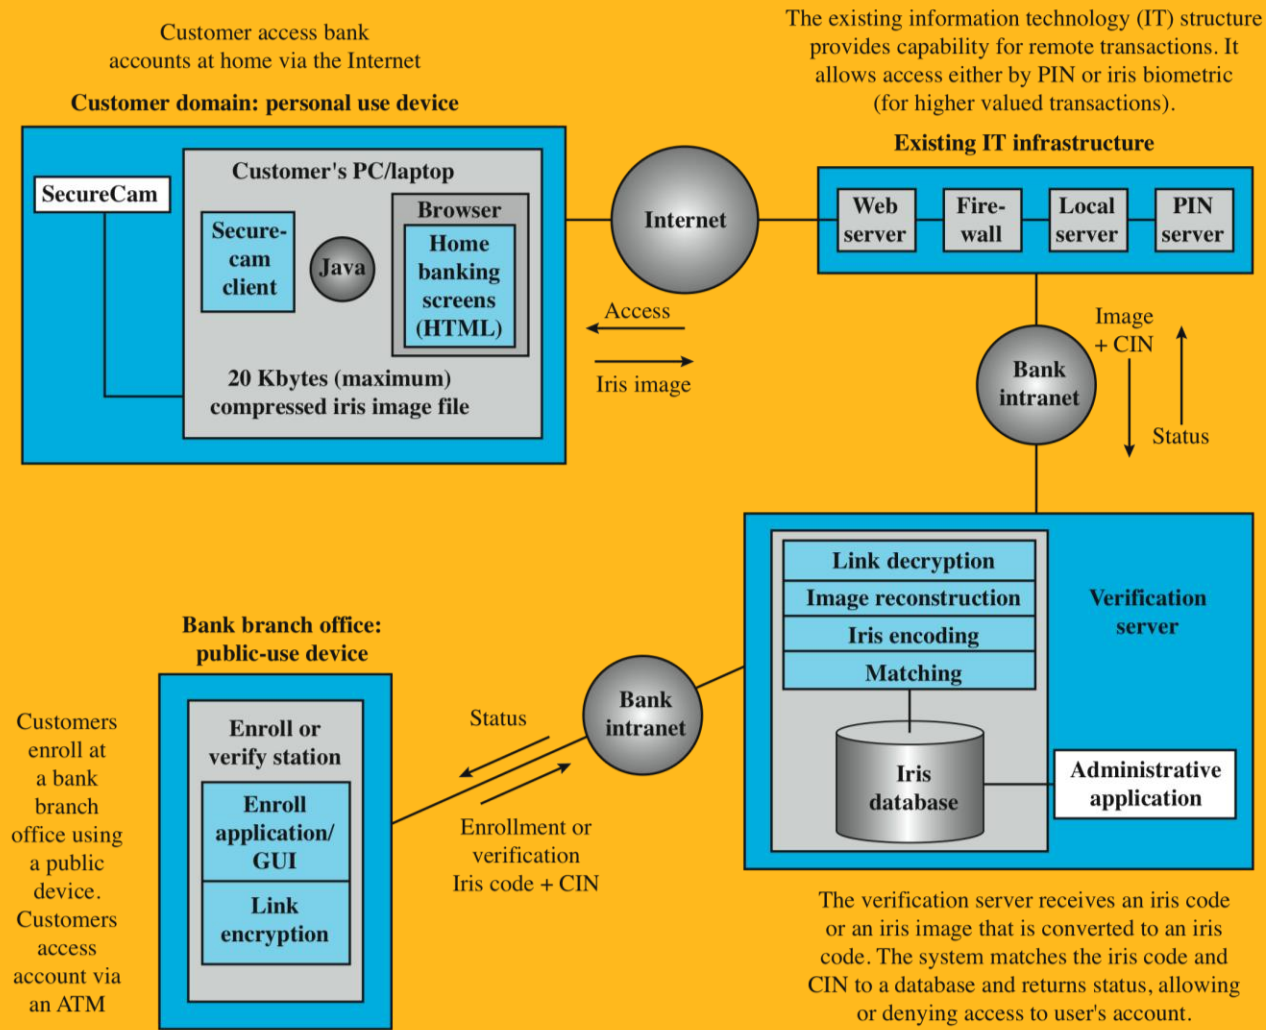 Customer access bank
accounts at home via the Internet
Customer domain: personal use device
SecureCam
Customer's PC/laptop
Secure-
cam
client
Java
Browser
Home
banking
screens
(HTML)
20 Kbytes (maximum)
compressed iris image file
Internet
Access
Iris image
The existing information technology (IT) structure
provides capability for remote transactions. It
allows access either by PIN or iris biometric
(for higher valued transactions).
Existing IT infrastructure
Web
server
Fire-
wall
Local
server
PIN
server
Bank
intranet
Image
+ CIN
Status
Link decryption
Image reconstruction
Iris encoding
Matching
Verification
server
Iris
database
Administrative
application
The verification server receives an iris code
or an iris image that is converted to an iris
code. The system matches the iris code and
CIN to a database and returns status, allowing
or denying access to user's account.
Bank branch office:
public-use device
Customers
enroll at
a bank
branch
office using
a public
device.
Customers
access
account via
an ATM
Enroll or
verify station
Enroll
application/
GUI
Link
encryption
Status
Enrollment or
verification
Iris code + CIN
Bank
intranet